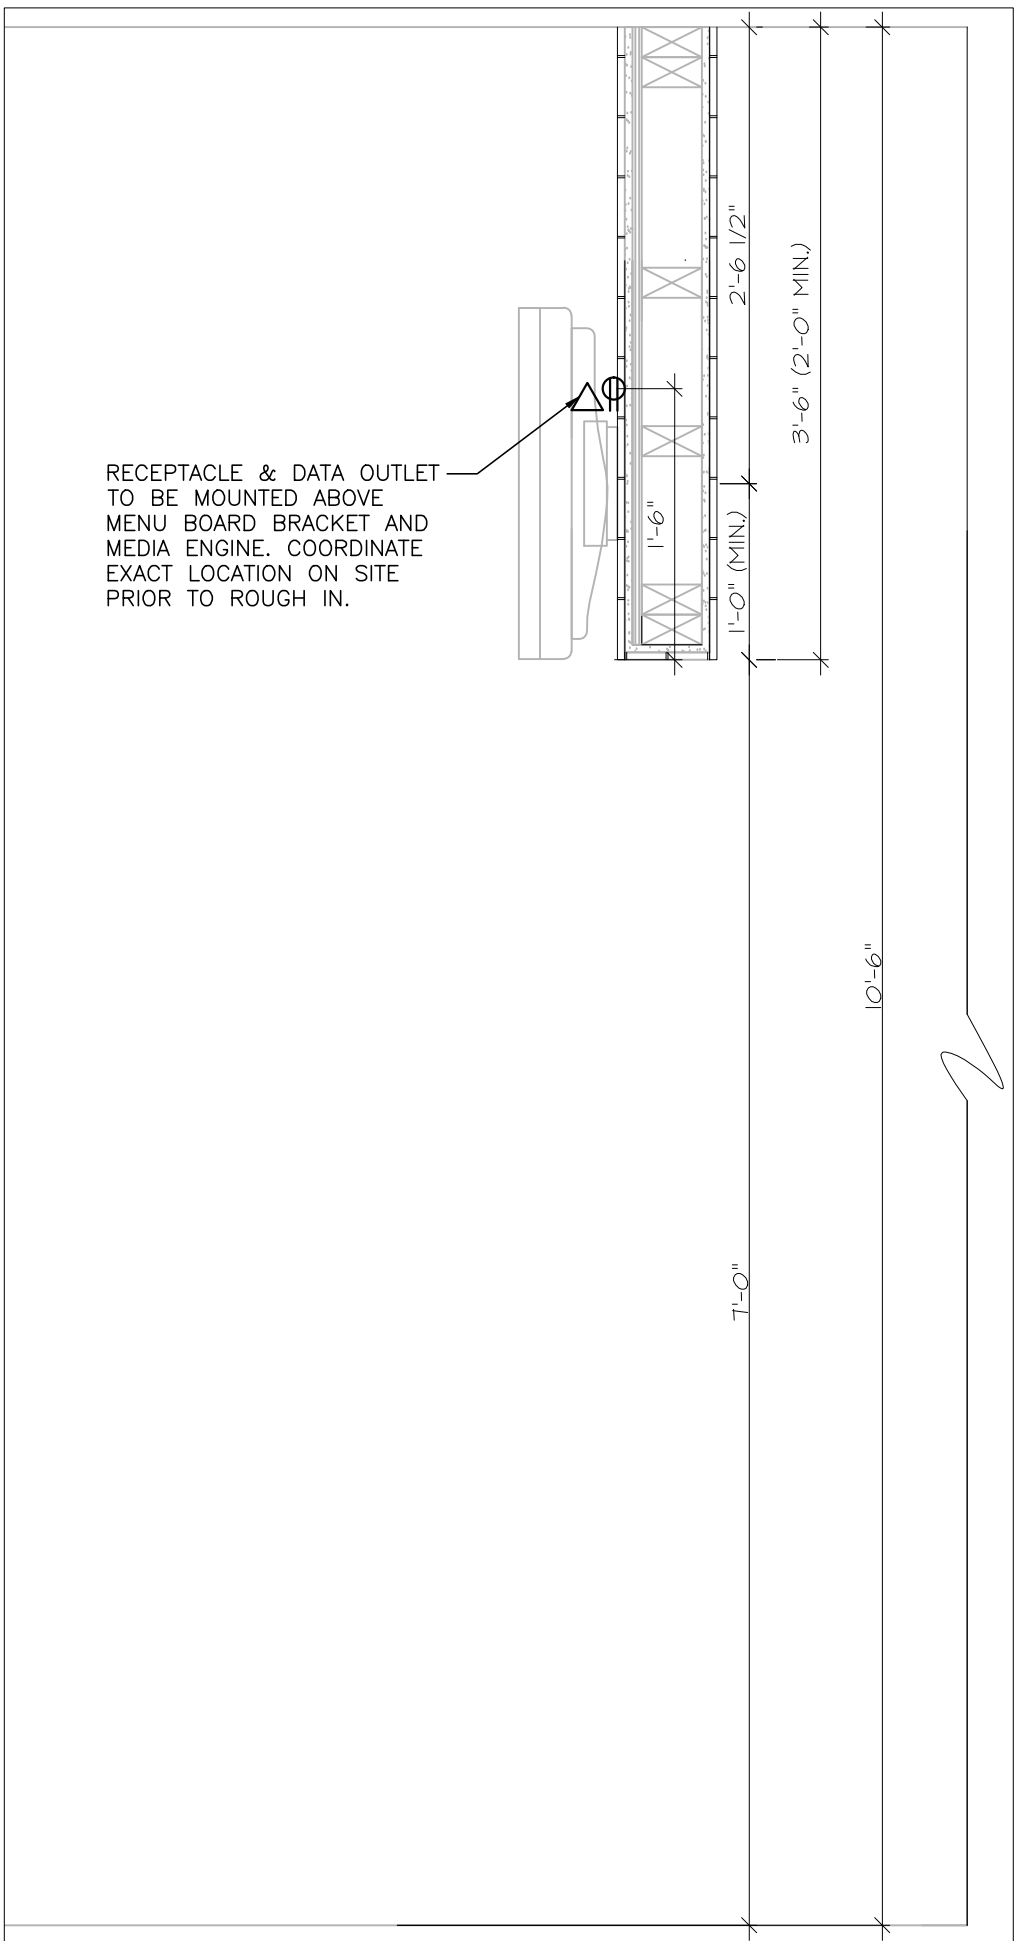 2'-6 1/2"
3'-6" (2'-0" MIN.)
RECEPTACLE & DATA OUTLET
TO BE MOUNTED ABOVE
MENU BOARD BRACKET AND
MEDIA ENGINE. COORDINATE
EXACT LOCATION ON SITE
PRIOR TO ROUGH IN.
1'-6"
1'-0" (MIN.)
10'-6"
7'-0"